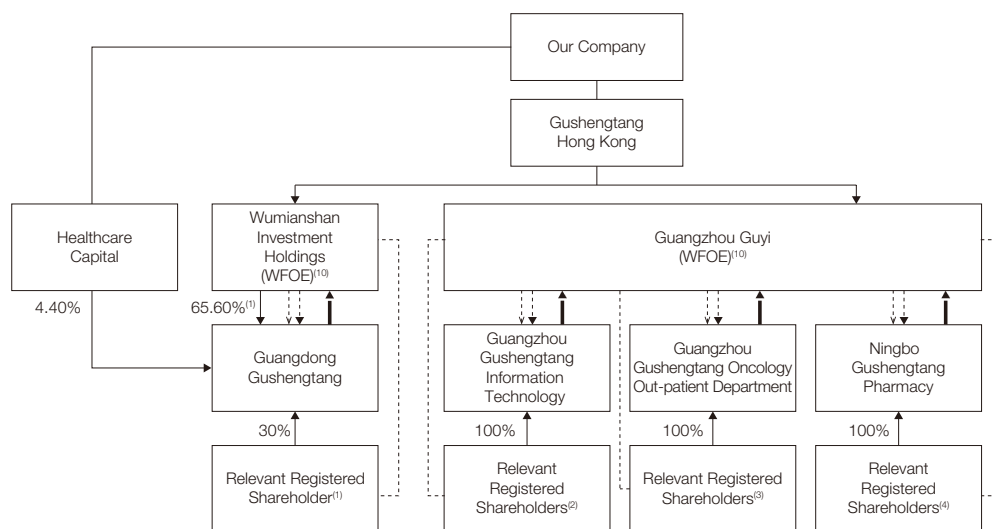 Our Company
Gushengtang
Hong Kong
Healthcare
Capital
Wumianshan
Investment
Holdings
(WFOE)(10)
Guangzhou Guyi
(WFOE)(10)
4.40%
65.60%(1)
Guangdong
Gushengtang
Guangzhou
Gushengtang
Information
Technology
Guangzhou
Gushengtang Oncology
Out-patient Department
Ningbo
Gushengtang
Pharmacy
30%
100%
100%
100%
Relevant Registered
Shareholder(1)
Relevant
Registered
Shareholders(2)
Relevant Registered
Shareholders(3)
Relevant
Registered
Shareholders(4)